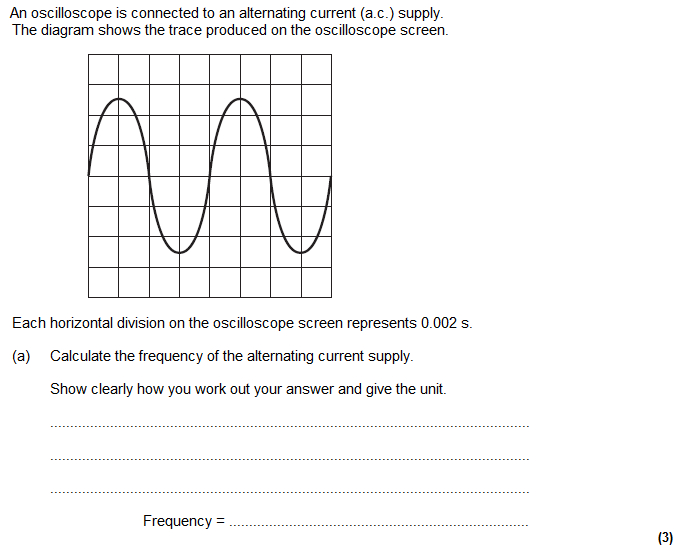 An oscilloscope is connected to an alternating current (a.c.) supply.
The diagram shows the trace produced on the oscilloscope screen.
Each horizontal division on the oscilloscope screen represents 0.002 s.
(a) Calculate the frequency of the alternating current supply.
Show clearly how you work out your answer and give the unit.
Frequency =
(3)